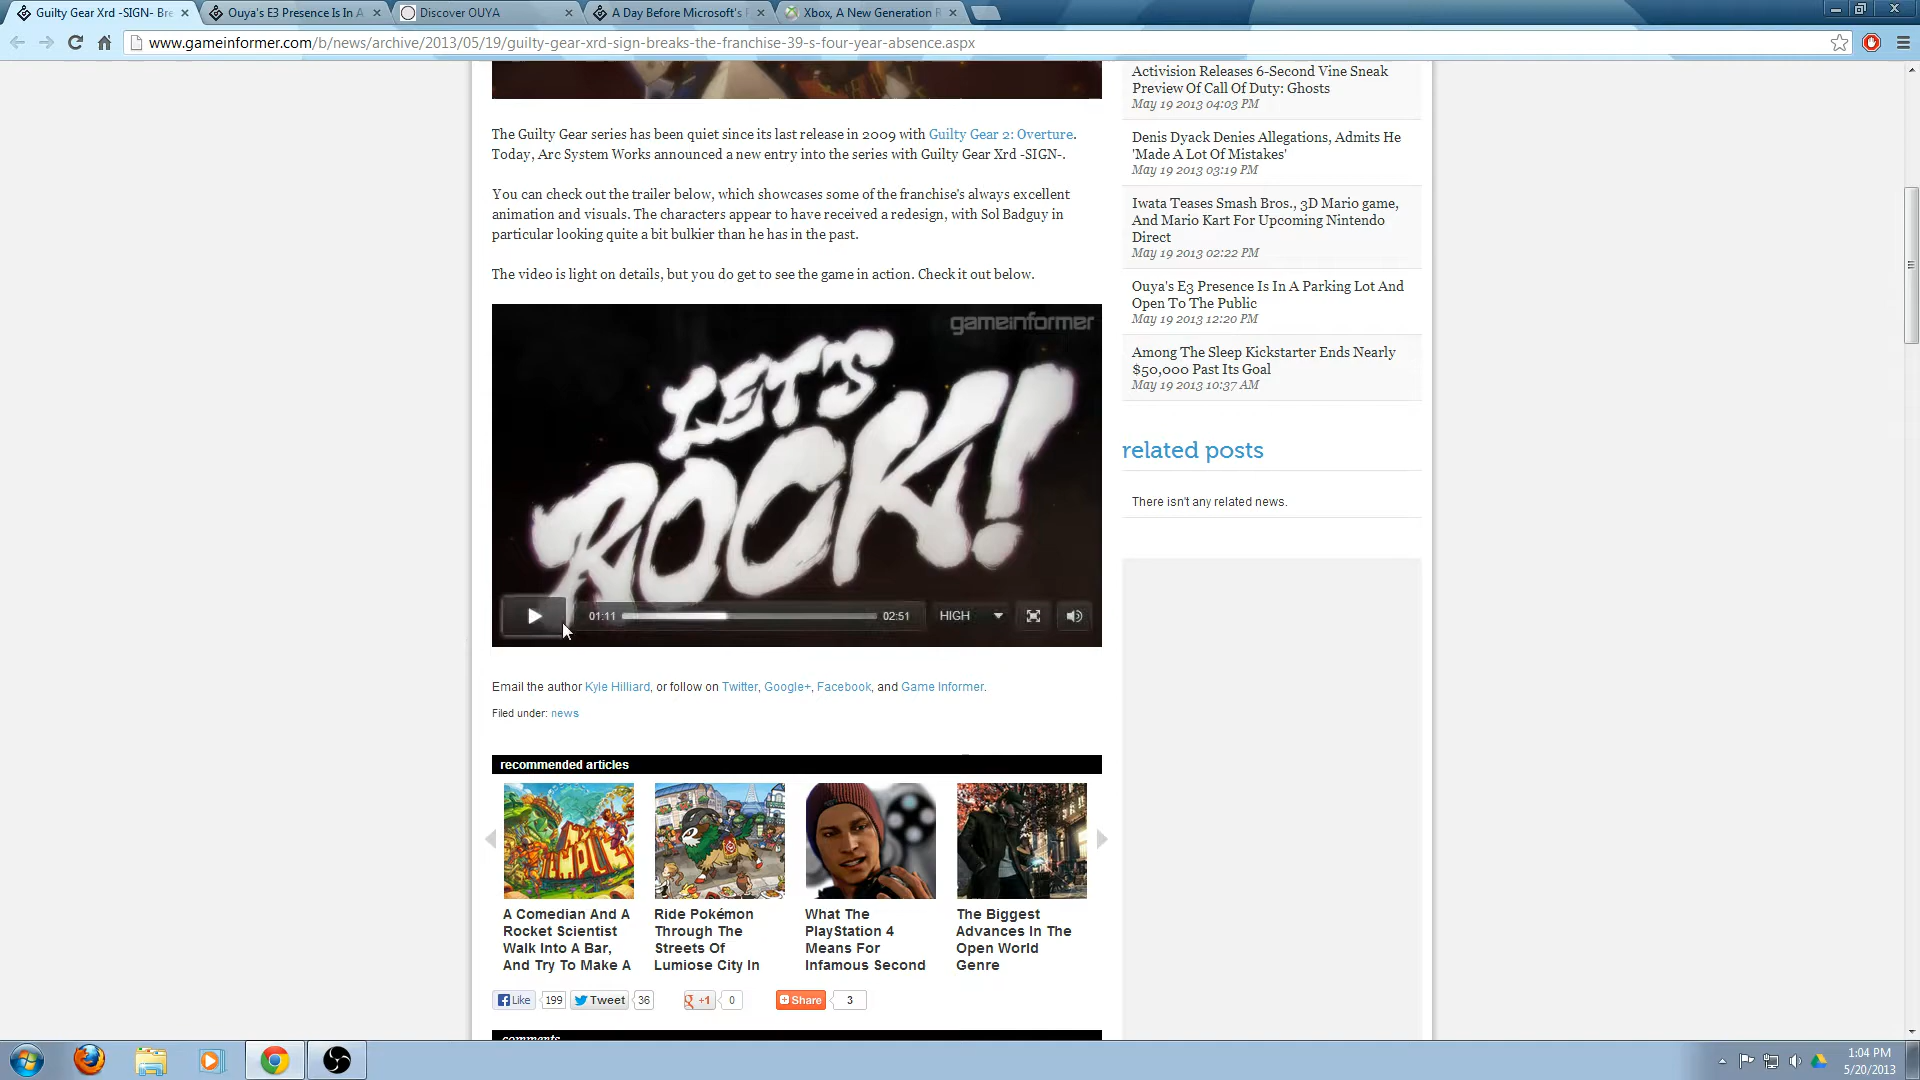 Guilty Gear Xrd -SIGN- Bre
Ouya's E3 Presence Is In A
Discover OUYA
A Day Before Microsoft's
Xbox, A New Generation R
www.gameinformer.com/b/news/archive/2013/05/19/guilty-gear-xrd-sign-breaks-the-franchise-39-s-four-year-absence.aspx
The Guilty Gear series has been quiet since its last release in 2009 with Guilty Gear 2: Overture.
Today, Arc System Works announced a new entry into the series with Guilty Gear Xrd -SIGN-.
You can check out the trailer below, which showcases some of the franchise's always excellent
animation and visuals. The characters appear to have received a redesign, with Sol Badguy in
particular looking quite a bit bulkier than he has in the past.
The video is light on details, but you do get to see the game in action. Check it out below.
gameinformer
LET'S
ROCK!
01:11
02:51
HIGH
Email the author Kyle Hilliard, or follow on Twitter, Google+, Facebook, and Game Informer.
Filed under: news
recommended articles
A Comedian And A
Rocket Scientist
Walk Into A Bar,
And Try To Make A
Ride Pokémon
Through The
Streets Of
Lumiose City In
What The
PlayStation 4
Means For
Infamous Second
The Biggest
Advances In The
Open World
Genre
Like 199
Tweet 36
+1 0
Share 3
comments
Activision Releases 6-Second Vine Sneak
Preview Of Call Of Duty: Ghosts
May 19 2013 04:03 PM
Denis Dyack Denies Allegations, Admits He
'Made A Lot Of Mistakes'
May 19 2013 03:19 PM
Iwata Teases Smash Bros., 3D Mario game,
And Mario Kart For Upcoming Nintendo
Direct
May 19 2013 02:22 PM
Ouya's E3 Presence Is In A Parking Lot And
Open To The Public
May 19 2013 12:20 PM
Among The Sleep Kickstarter Ends Nearly
$50,000 Past Its Goal
May 19 2013 10:37 AM
related posts
There isn't any related news.
1:04 PM
5/20/2013